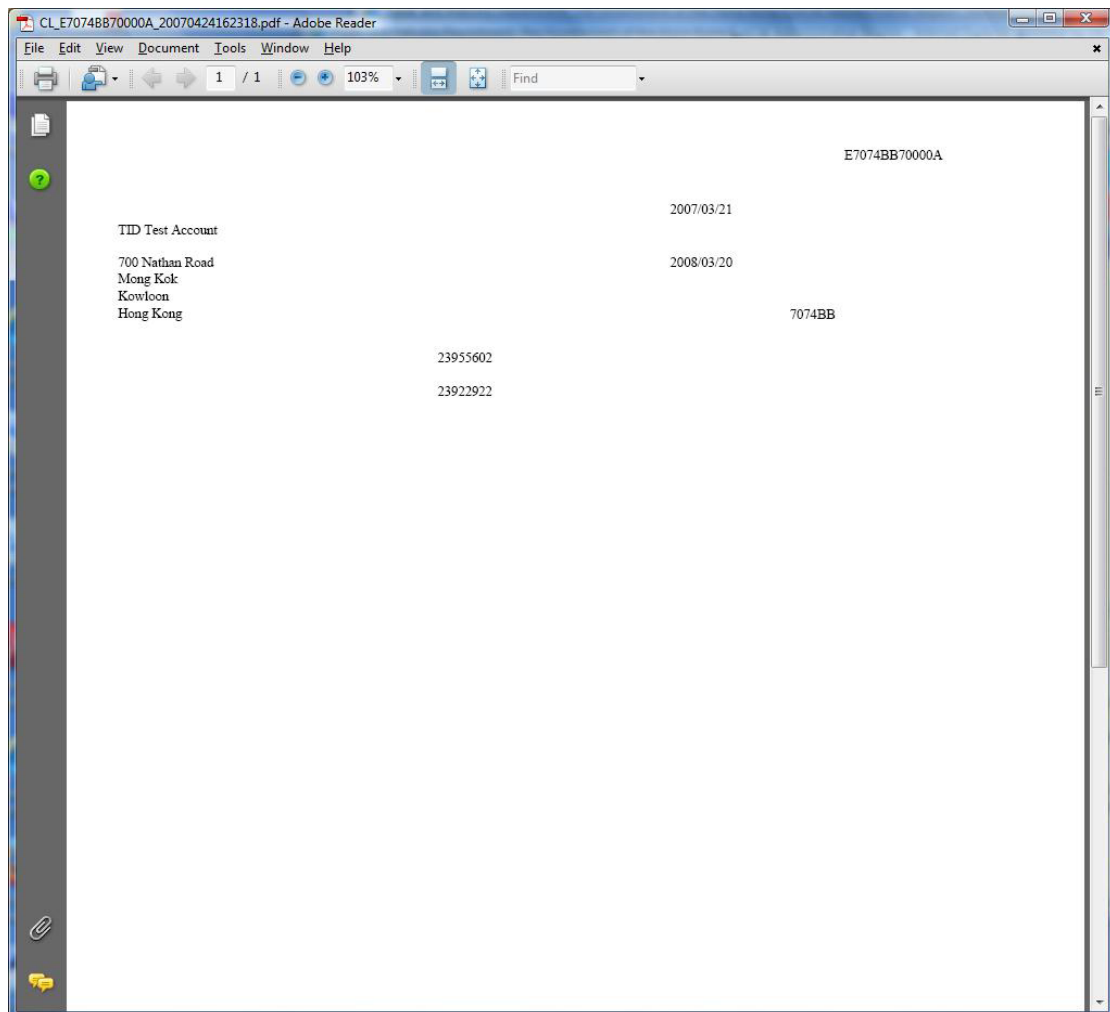 CL_E7074BB70000A_20070424162318.pdf - Adobe Reader
File Edit View Document Tools Window Help
1 / 1 103% Find
E7074BB70000A
2007/03/21
TID Test Account
700 Nathan Road 2008/03/20
Mong Kok
Kowloon
Hong Kong 7074BB
23955602
23922922